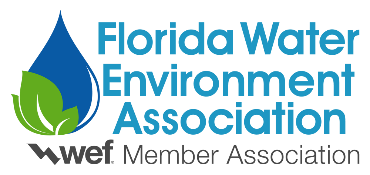 Florida Water
Environment
Association
wef Member Association